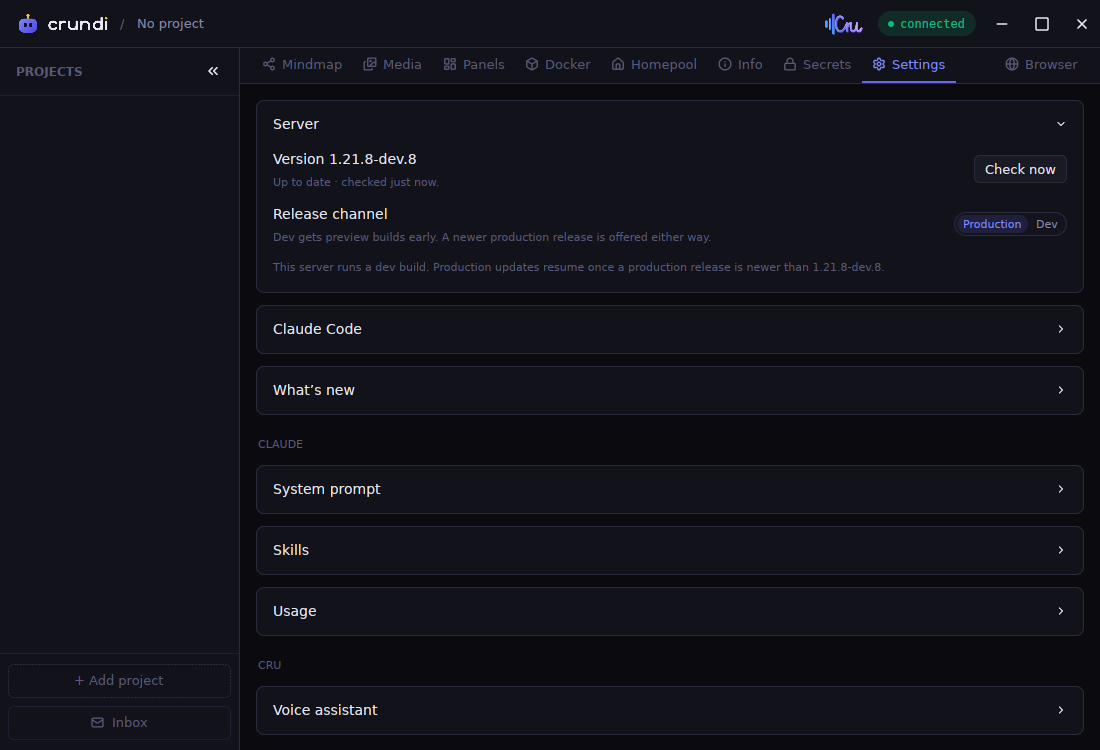 crundi / No project
Cru
connected
PROJECTS
Mindmap Media Panels Docker Homepool Info Secrets Settings Browser
Server
Version 1.21.8-dev.8
Up to date · checked just now.
Check now
Release channel
Dev gets preview builds early. A newer production release is offered either way.
Production Dev
This server runs a dev build. Production updates resume once a production release is newer than 1.21.8-dev.8.
Claude Code
What’s new
CLAUDE
System prompt
Skills
Usage
CRU
Voice assistant
+ Add project
Inbox